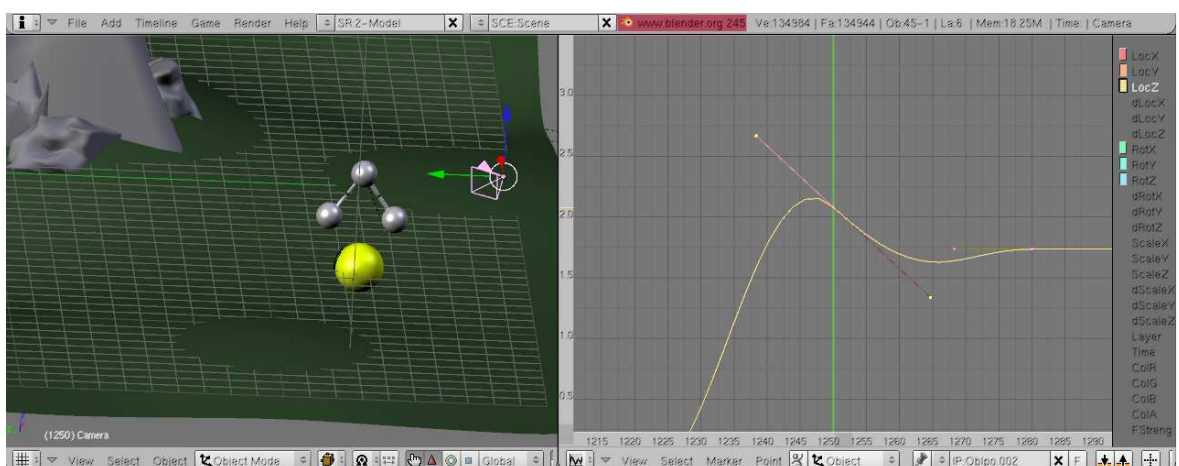 File Add Timeline Game Render Help SR:2-Model X SCE:Scene X www.blender.org 245 Ve:134984 | Fa:134944 | Ob:45-1 | La:6 | Mem:18.25M | Time: | Camera
LocX
LocY
LocZ
dLocX
dLocY
dLocZ
RotX
RotY
RotZ
dRotX
dRotY
dRotZ
ScaleX
ScaleY
ScaleZ
dScaleX
dScaleY
dScaleZ
Layer
Time
ColR
ColG
ColB
ColA
FStreng
3.0
2.5
2.0
1.5
1.0
0.5
1215 1220 1225 1230 1235 1240 1245 1250 1255 1260 1265 1270 1275 1280 1285 1290
(1250) Camera
View Select Object Object Mode Global
View Select Marker Point Object IP:ObIpo.002 X F